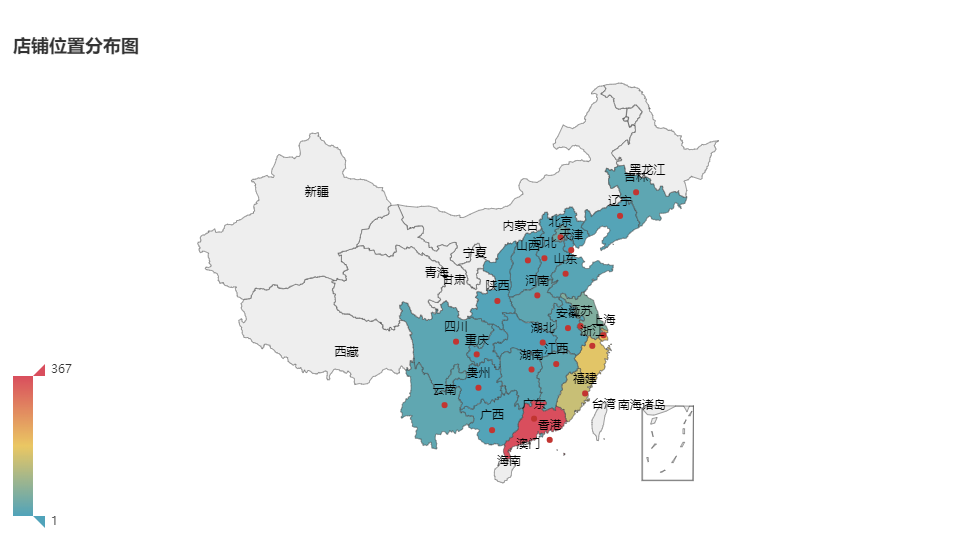 店铺位置分布图
黑龙江
吉林
新疆
辽宁
内蒙古
北京
天津
山西
河北
宁夏
山东
青海
甘肃
河南
陕西
安徽
江苏
上海
四川
湖北
浙江
重庆
西藏
湖南
江西
367
贵州
福建
云南
台湾
南海诸岛
广东
广西
香港
澳门
海南
1